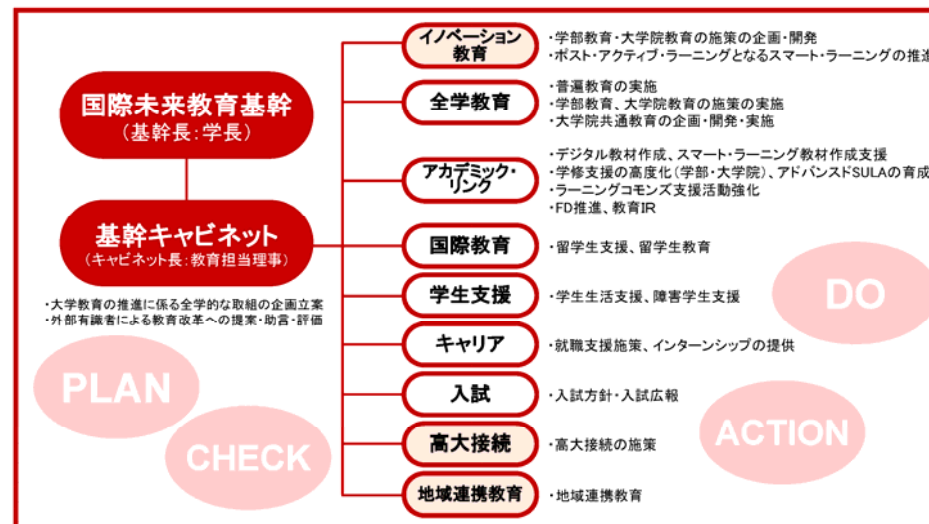 国際未来教育基幹
(基幹長:学長)
基幹キャビネット
(キャビネット長:教育担当理事)
・大学教育の推進に係る全学的な取組の企画立案
・外部有識者による教育改革への提案・助言・評価
PLAN
CHECK
イノベーション
教育
・学部教育・大学院教育の施策の企画・開発
・ポスト・アクティブ・ラーニングとなるスマート・ラーニングの推進
全学教育
・普遍教育の実施
・学部教育、大学院教育の施策の実施
・大学院共通教育の企画・開発・実施
アカデミック・
リンク
・デジタル教材作成、スマート・ラーニング教材作成支援
・学修支援の高度化(学部・大学院)、アドバンスドSULAの育成
・ラーニングコモンズ支援活動強化
・FD推進、教育IR
国際教育
・留学生支援、留学生教育
学生支援
・学生生活支援、障害学生支援
キャリア
・就職支援施策、インターンシップの提供
入試
・入試方針・入試広報
高大接続
・高大接続の施策
地域連携教育
・地域連携教育
DO
ACTION